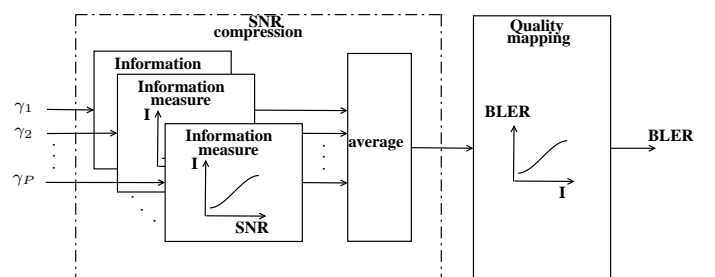 SNR
compression
Quality
mapping
Information
Information
measure
I
Information
measure
I
SNR
γ1
γ2
γP
average
BLER
I
BLER